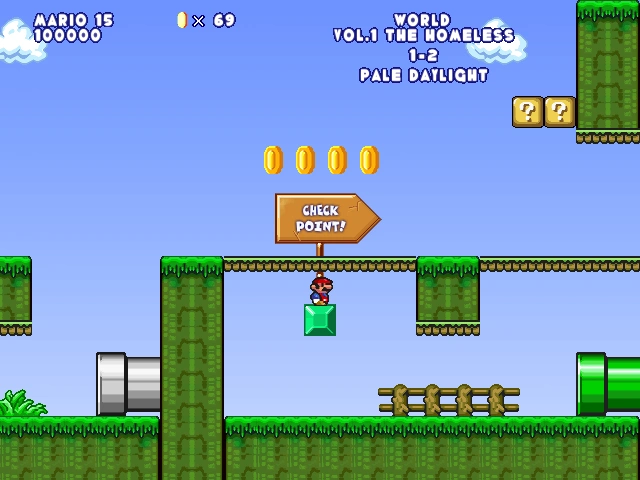 MARIO 15
100000
× 69
WORLD
VOL.1 THE HOMELESS
1-2
PALE DAYLIGHT
? ?
CHECK
POINT!